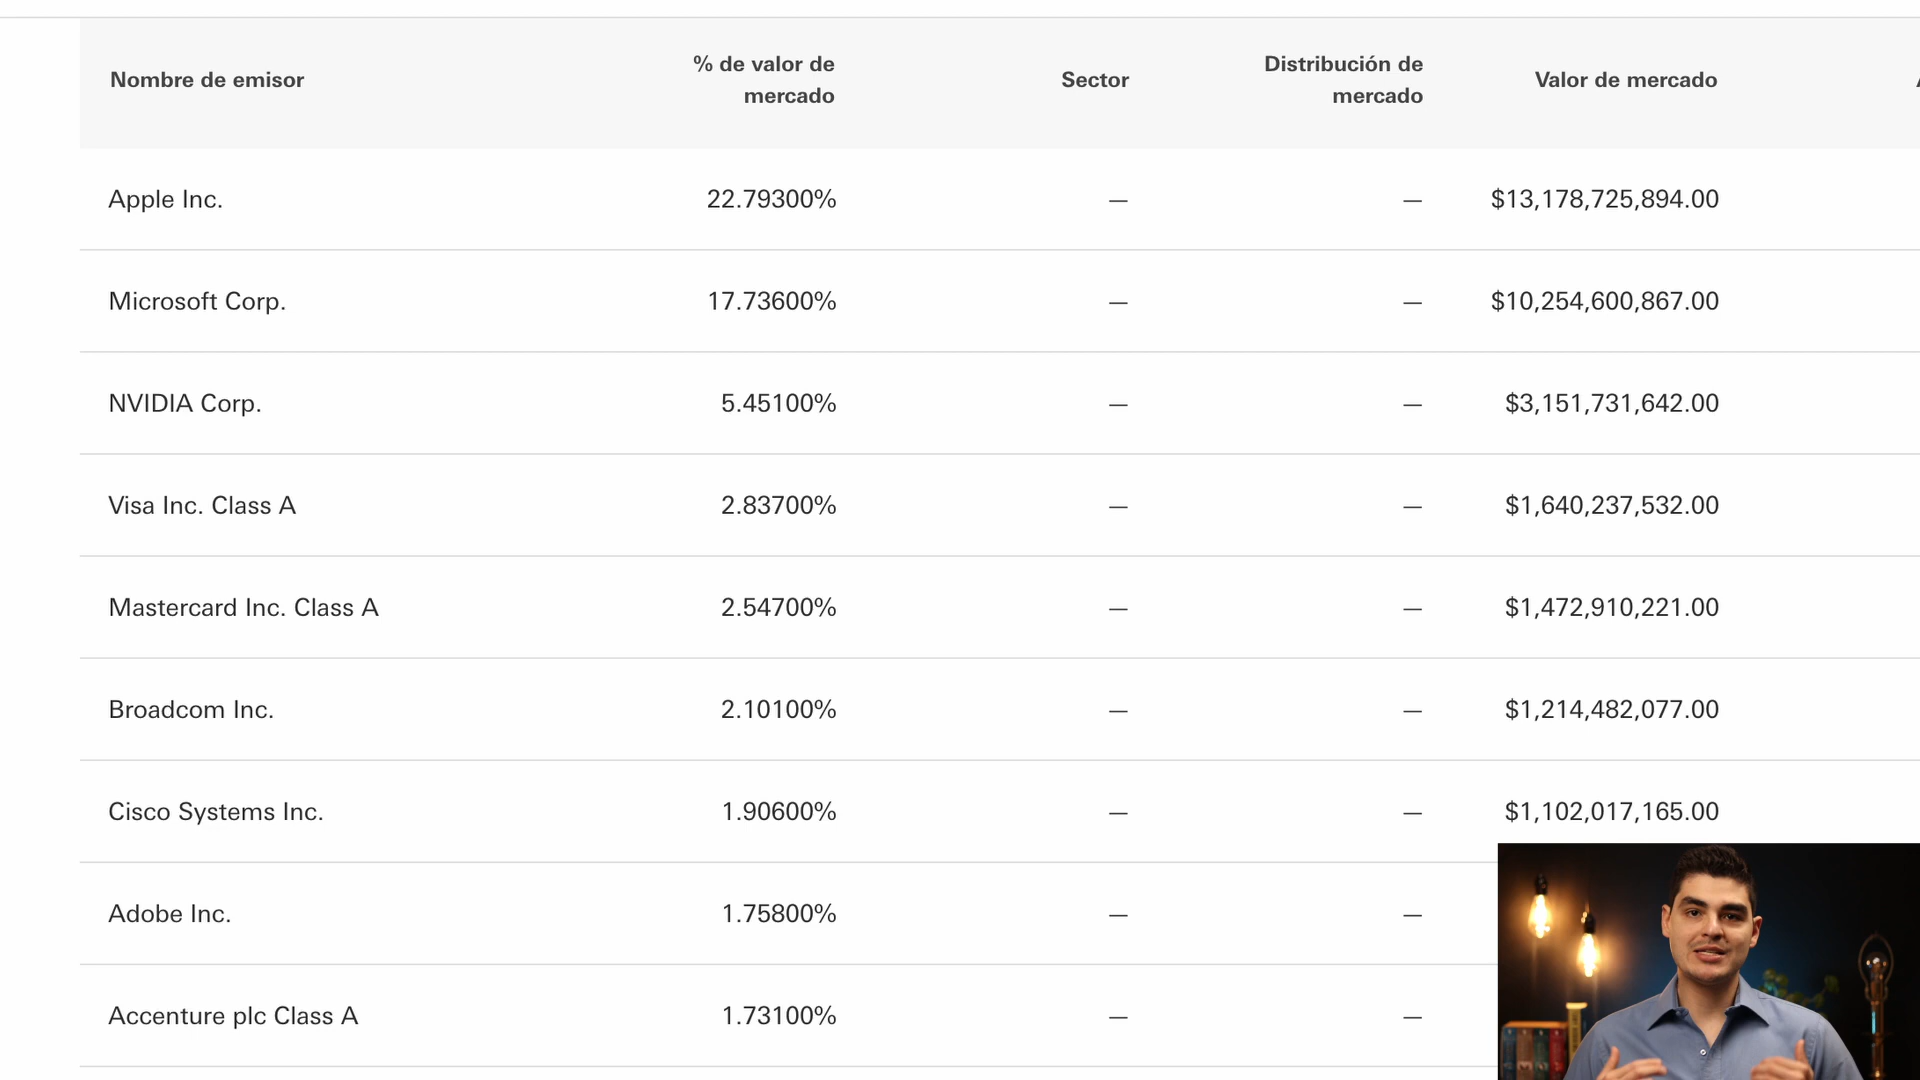 Nombre de emisor
% de valor de
mercado
Sector
Distribución de
mercado
Valor de mercado
Apple Inc. 22.79300% — — $13,178,725,894.00
Microsoft Corp. 17.73600% — — $10,254,600,867.00
NVIDIA Corp. 5.45100% — — $3,151,731,642.00
Visa Inc. Class A 2.83700% — — $1,640,237,532.00
Mastercard Inc. Class A 2.54700% — — $1,472,910,221.00
Broadcom Inc. 2.10100% — — $1,214,482,077.00
Cisco Systems Inc. 1.90600% — — $1,102,017,165.00
Adobe Inc. 1.75800% — —
Accenture plc Class A 1.73100% — —